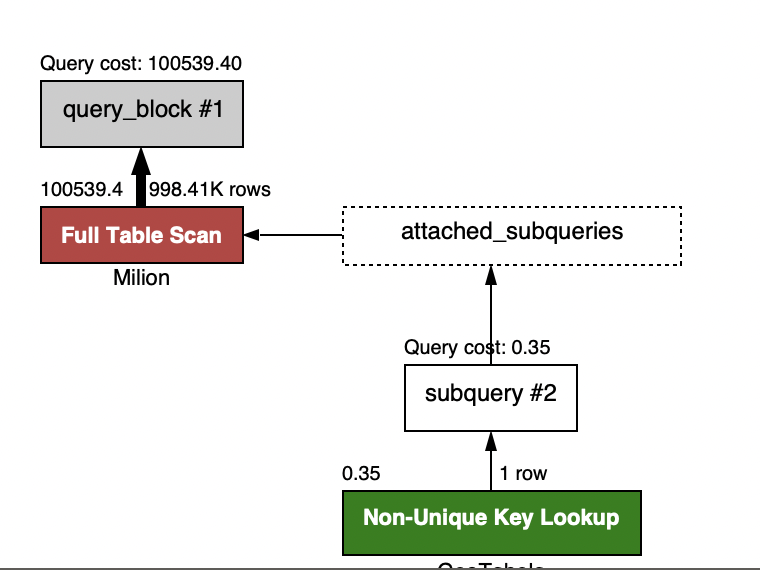 Query cost: 100539.40
query_block #1
100539.4 998.41K rows
Full Table Scan
Milion
attached_subqueries
Query cost: 0.35
subquery #2
0.35 1 row
Non-Unique Key Lookup